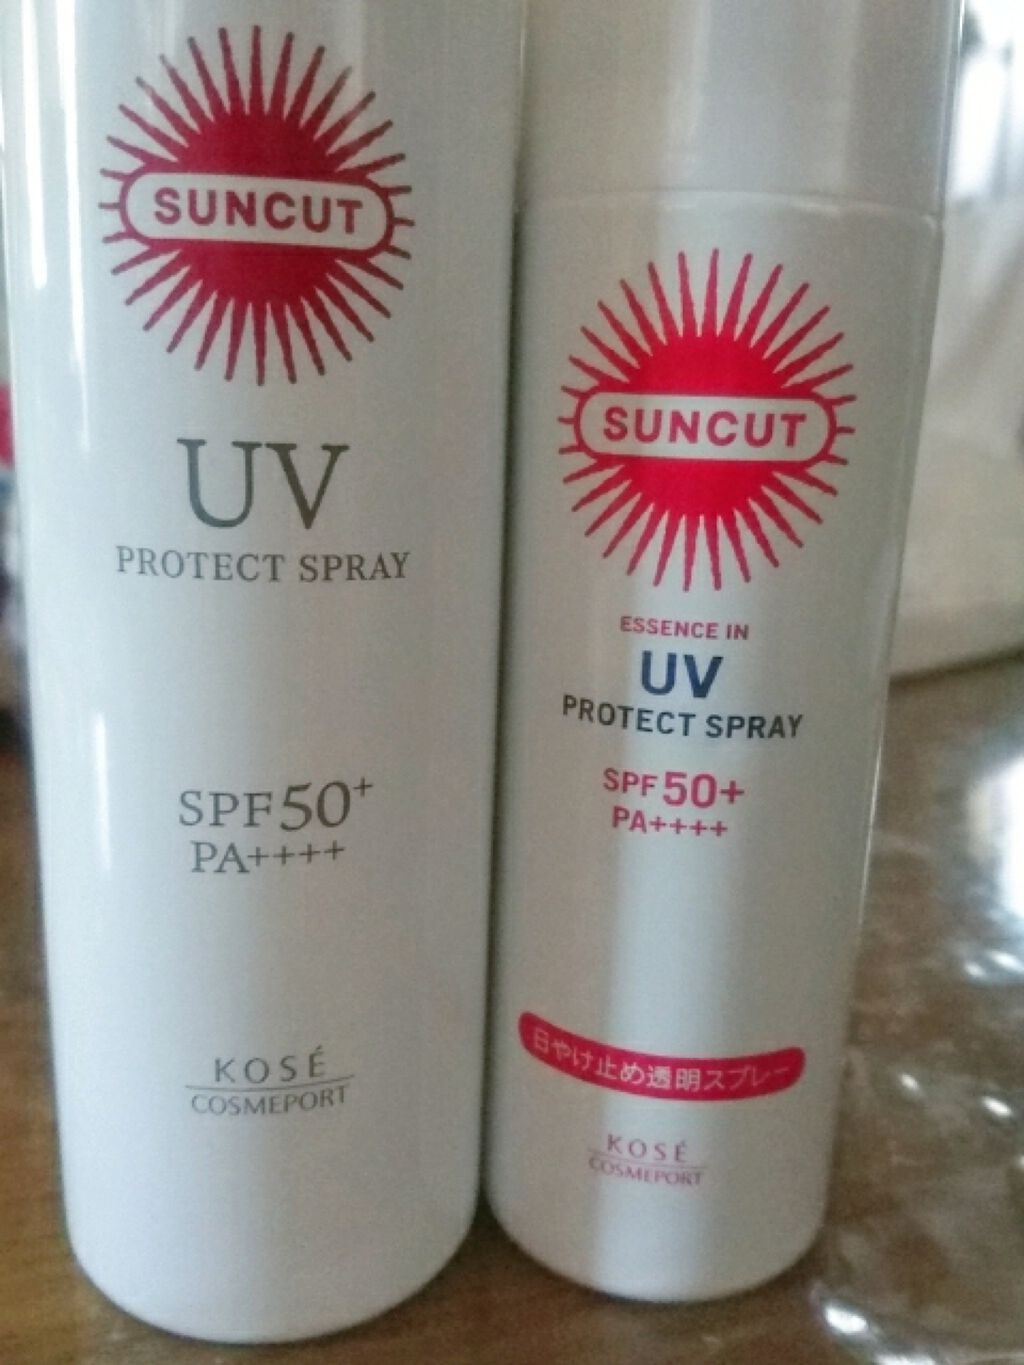 SUNCUT
UV
PROTECT SPRAY
SPF50+
PA++++
KOSÉ
COSMEPORT
SUNCUT
ESSENCE IN
UV
PROTECT SPRAY
SPF50+
PA++++
日やけ止め透明スプレー
KOSÉ
COSMEPORT